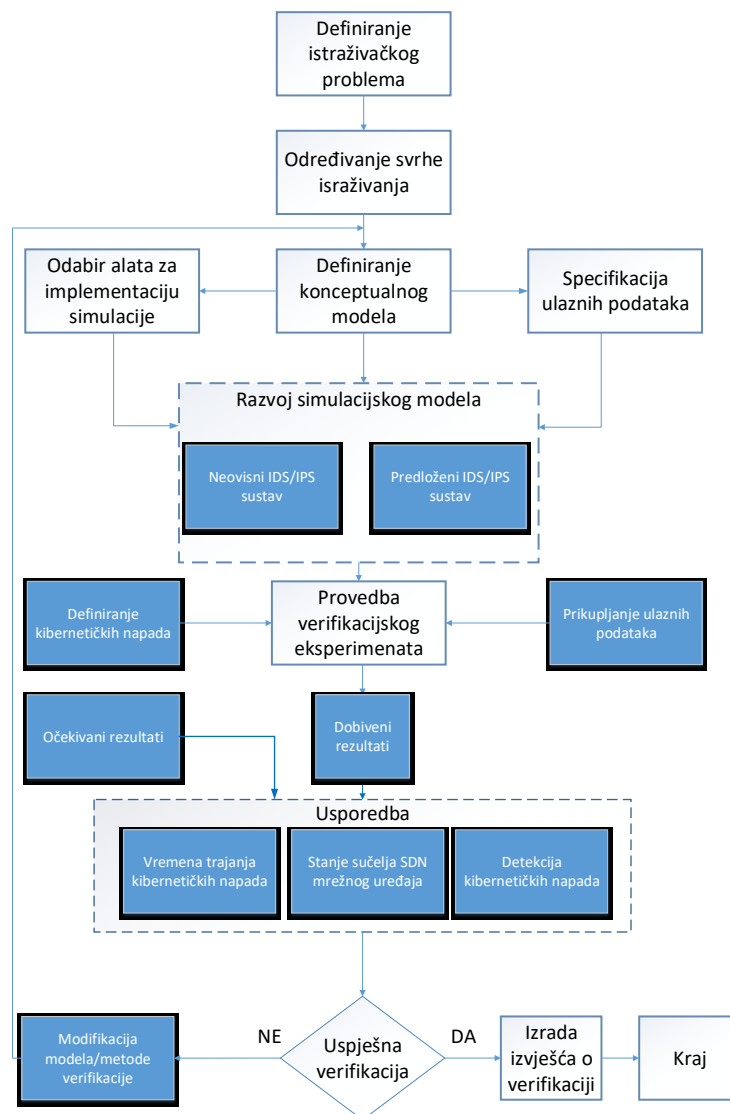 Definiranje
istraživačkog
problema
Određivanje svrhe
israživanja
Odabir alata za
implementaciju
simulacije
Definiranje
konceptualnog
modela
Specifikacija
ulaznih podataka
Razvoj simulacijskog modela
Neovisni IDS/IPS
sustav
Predloženi IDS/IPS
sustav
Definiranje
kibernetičkih napada
Provedba
verifikacijskog
eksperimenata
Prikupljanje ulaznih
podataka
Očekivani rezultati
Dobiveni
rezultati
Usporedba
Vremena trajanja
kibernetičkih napada
Stanje sučelja SDN
mrežnog uređaja
Detekcija
kibernetičkih napada
Modifikacija
modela/metode
verifikacije
NE
Uspješna
verifikacija
DA
Izrada
izvješća o
verifikaciji
Kraj